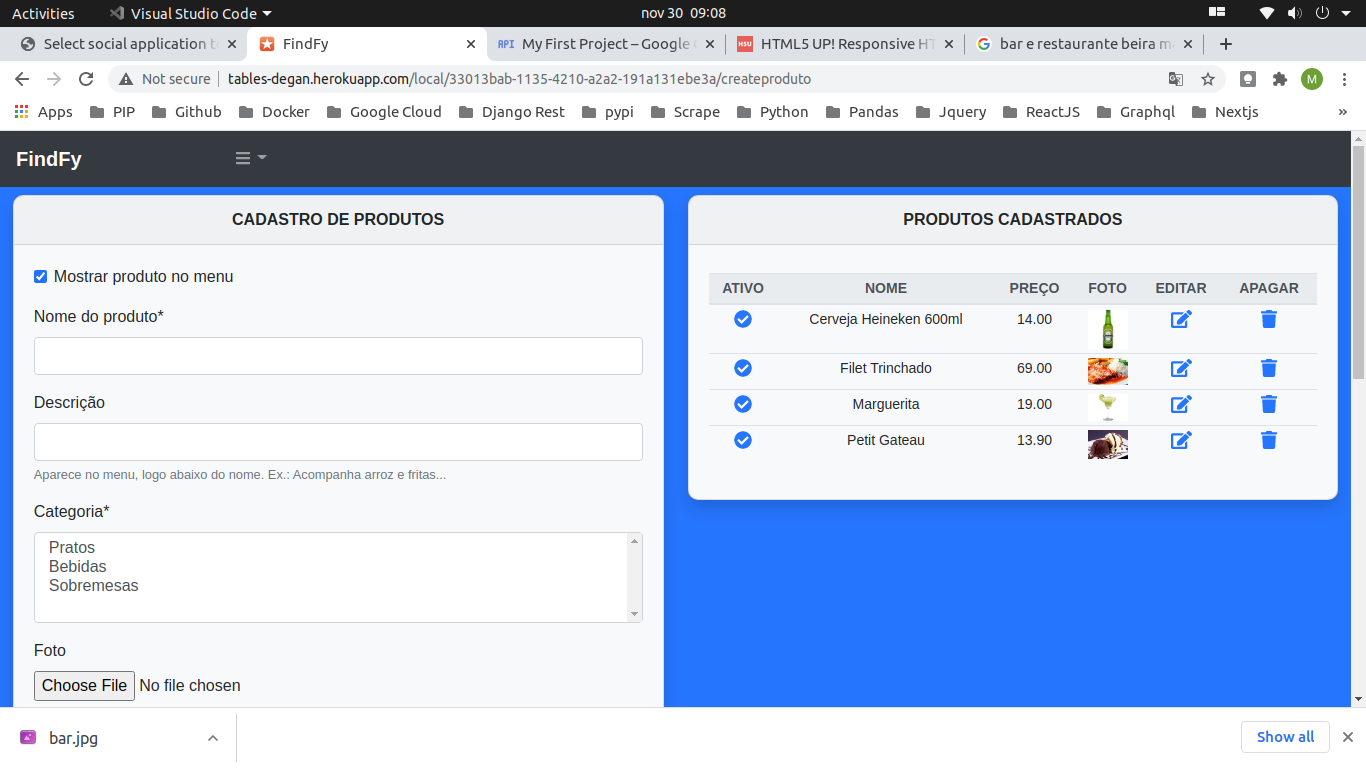 Activities Visual Studio Code nov 30 09:08
Select social application t FindFy API My First Project – Google HSU HTML5 UP! Responsive HT bar e restaurante beira m
Not secure tables-degan.herokuapp.com/local/33013bab-1135-4210-a2a2-191a131ebe3a/createproduto M
Apps PIP Github Docker Google Cloud Django Rest pypi Scrape Python Pandas Jquery ReactJS Graphql Nextjs »
FindFy
CADASTRO DE PRODUTOS
Mostrar produto no menu
Nome do produto*
Descrição
Aparece no menu, logo abaixo do nome. Ex.: Acompanha arroz e fritas...
Categoria*
Pratos
Bebidas
Sobremesas
Foto
Choose File No file chosen
PRODUTOS CADASTRADOS
ATIVO NOME PREÇO FOTO EDITAR APAGAR
Cerveja Heineken 600ml 14.00
Filet Trinchado 69.00
Marguerita 19.00
Petit Gateau 13.90
bar.jpg Show all